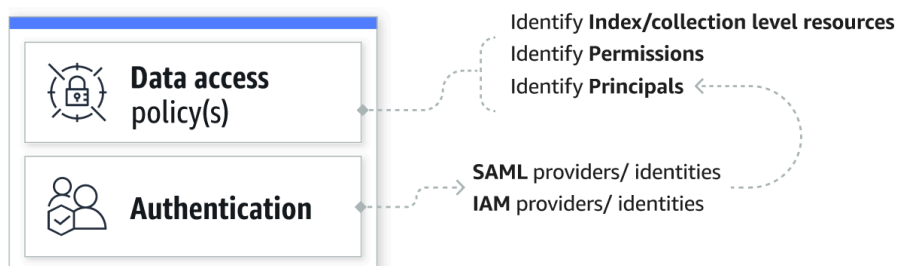 Data access
policy(s)
Identify Index/collection level resources
Identify Permissions
Identify Principals
Authentication
SAML providers/ identities
IAM providers/ identities